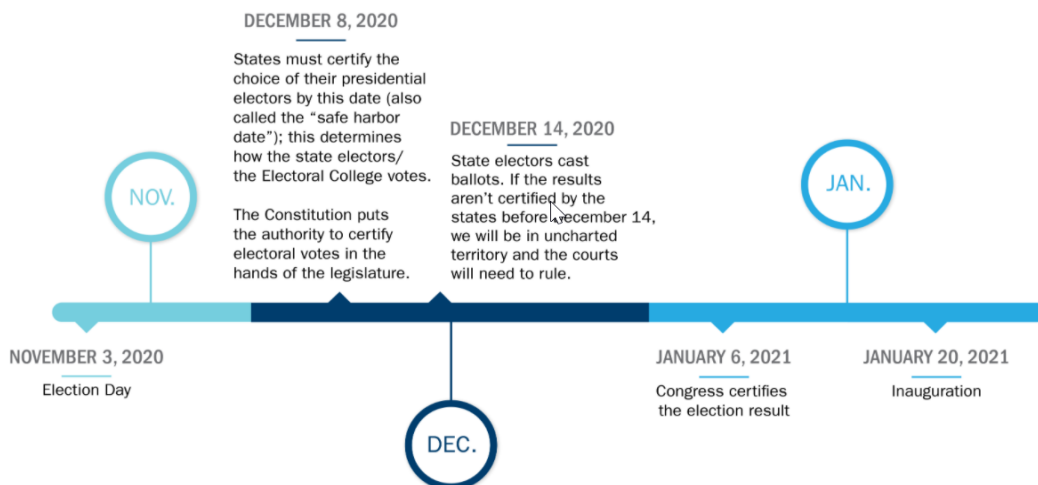 DECEMBER 8, 2020
States must certify the
choice of their presidential
electors by this date (also
called the “safe harbor
date”); this determines
how the state electors/
the Electoral College votes.
The Constitution puts
the authority to certify
electoral votes in the
hands of the legislature.
DECEMBER 14, 2020
State electors cast
ballots. If the results
aren’t certified by the
states before December 14,
we will be in uncharted
territory and the courts
will need to rule.
NOV.
JAN.
NOVEMBER 3, 2020
Election Day
JANUARY 6, 2021
Congress certifies
the election result
JANUARY 20, 2021
Inauguration
DEC.